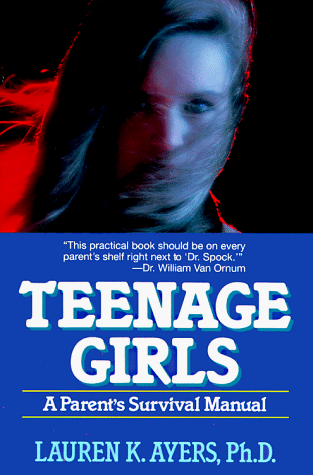 "This practical book should be on every
parent's shelf right next to 'Dr. Spock.'"
—Dr. William Van Ornum
TEENAGE
GIRLS
A Parent's Survival Manual
LAUREN K. AYERS, Ph.D.